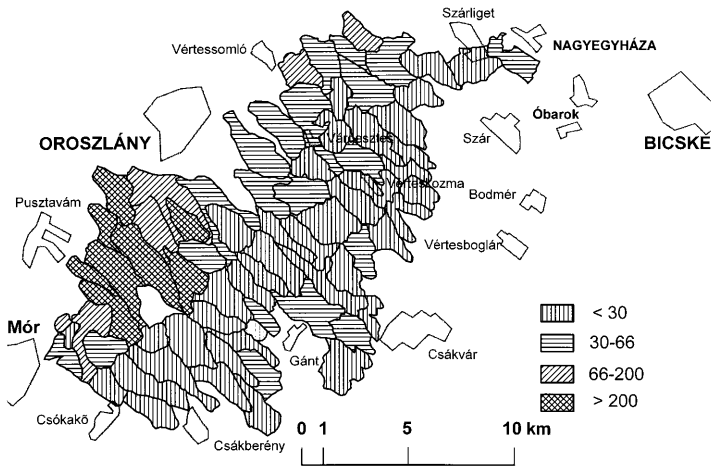 Szárliget
Vértessomló
NAGYEGYHÁZA
Óbarok
OROSZLÁNY
Várgesztes
Szár
BICSKE
Vérteskozma
Bodmér
Pusztavám
Vértesboglár
Mór
Gánt
Csákvár
Csókakő
Csákberény
< 30
30-66
66-200
> 200
0 1 5 10 km